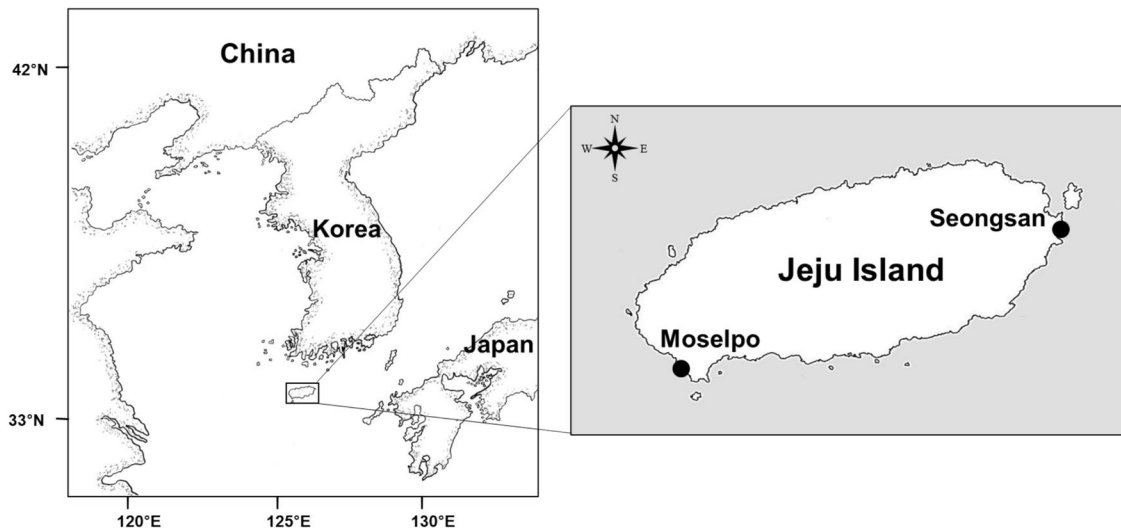 China
42°N
Korea
Japan
33°N
120°E
125°E
130°E
N
W
E
S
Seongsan
Jeju Island
Moselpo